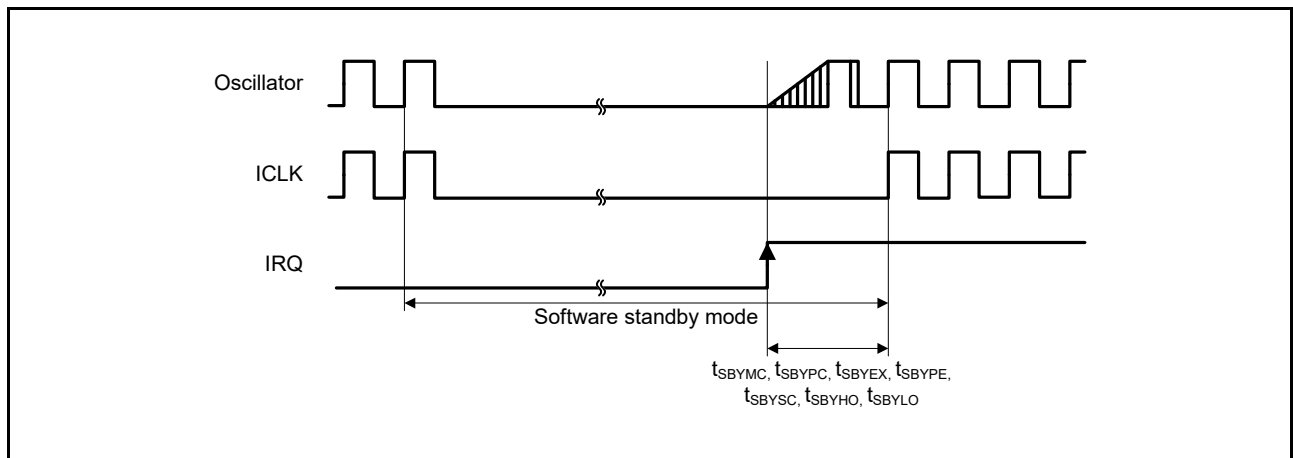 Oscillator
ICLK
IRQ
Software standby mode
tSBYMC, tSBYPC, tSBYEX, tSBYPE,
tSBYSC, tSBYHO, tSBYLO